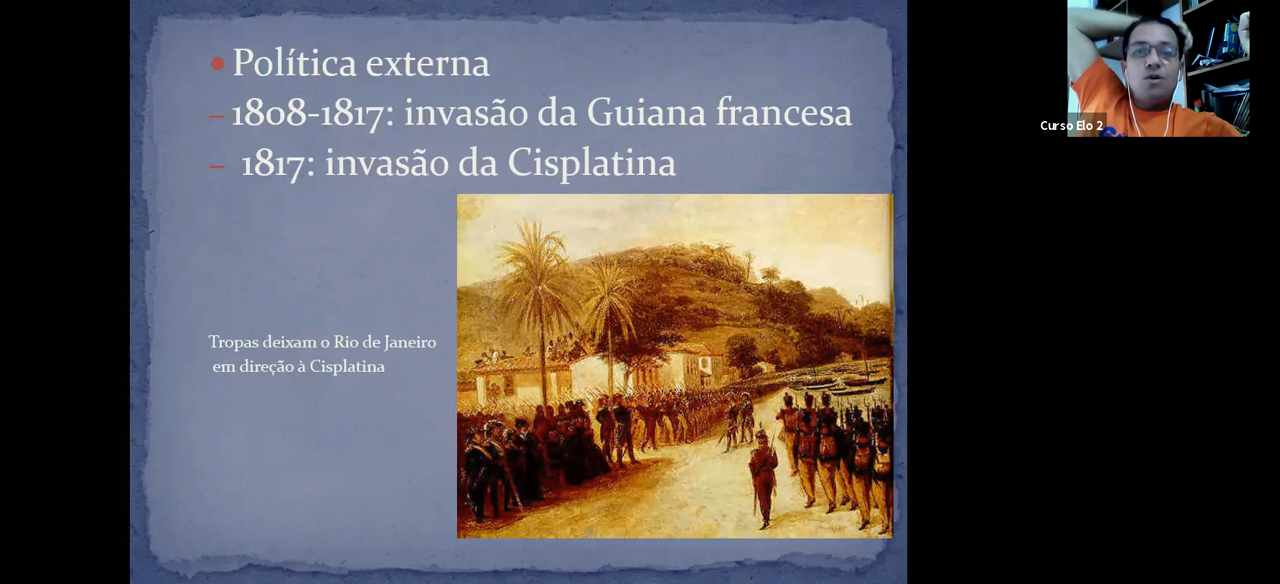 • Política externa
– 1808-1817: invasão da Guiana francesa
– 1817: invasão da Cisplatina
Tropas deixam o Rio de Janeiro
em direção à Cisplatina
Curso Elo 2